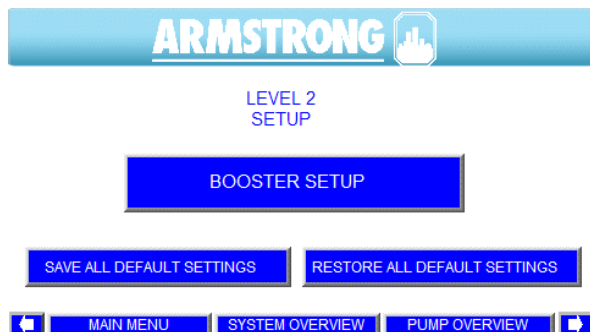 ARMSTRONG
LEVEL 2
SETUP
BOOSTER SETUP
SAVE ALL DEFAULT SETTINGS
RESTORE ALL DEFAULT SETTINGS
MAIN MENU
SYSTEM OVERVIEW
PUMP OVERVIEW